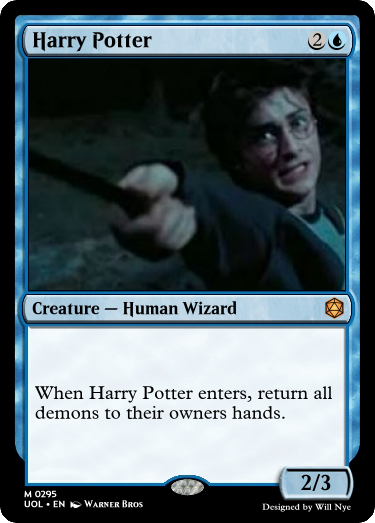 Harry Potter 2
Creature — Human Wizard
When Harry Potter enters, return all
demons to their owners hands.
2/3
M 0295
UOL • EN Warner Bros
Designed by Will Nye